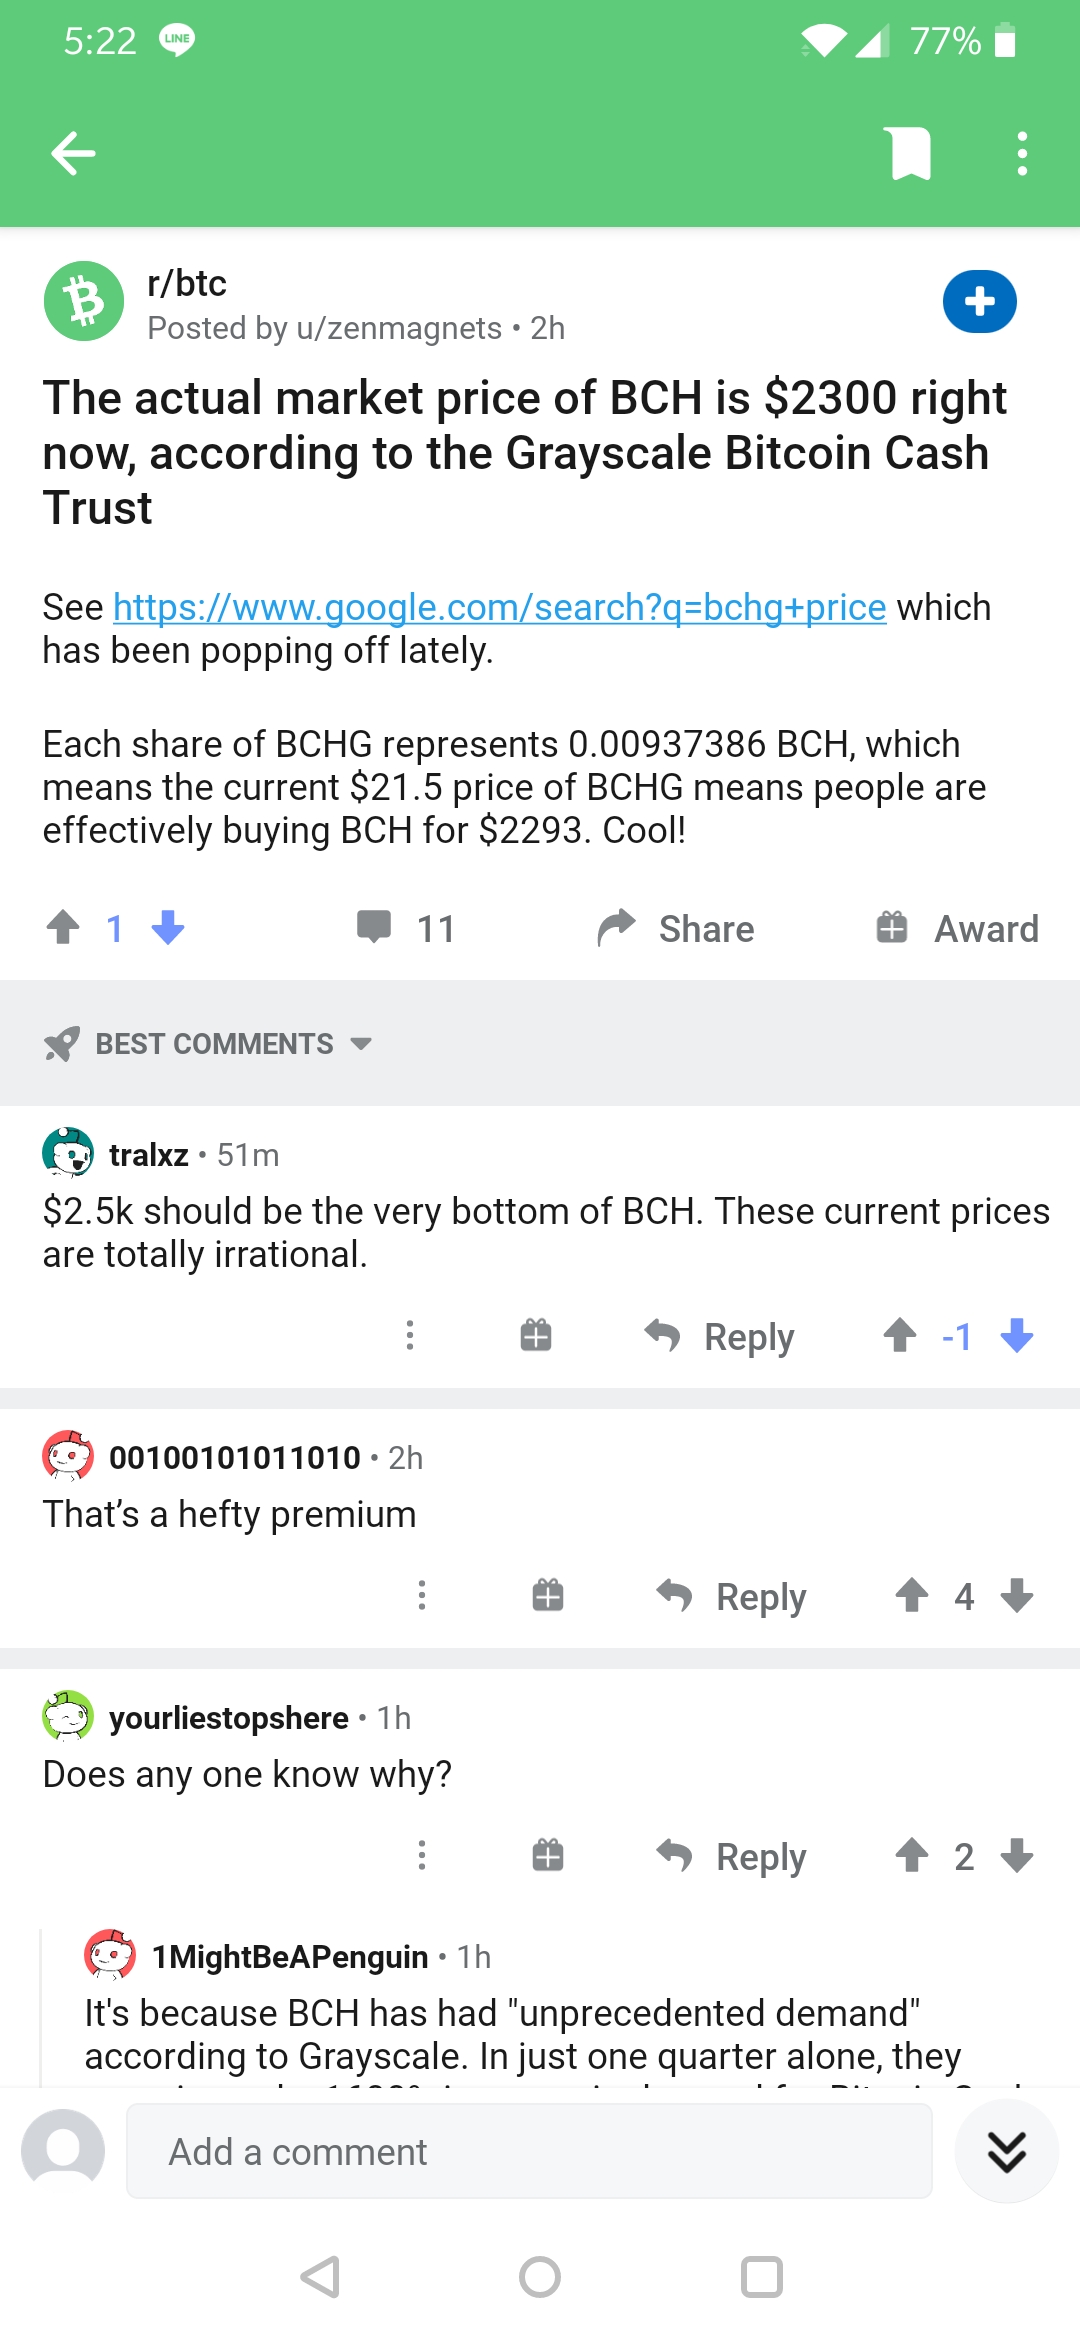 5:22 LINE 77%
r/btc
Posted by u/zenmagnets • 2h
The actual market price of BCH is $2300 right
now, according to the Grayscale Bitcoin Cash
Trust
See https://www.google.com/search?q=bchg+price which
has been popping off lately.
Each share of BCHG represents 0.00937386 BCH, which
means the current $21.5 price of BCHG means people are
effectively buying BCH for $2293. Cool!
1 11 Share Award
BEST COMMENTS
tralxz • 51m
$2.5k should be the very bottom of BCH. These current prices
are totally irrational.
Reply -1
00100101011010 • 2h
That's a hefty premium
Reply 4
yourliestopshere • 1h
Does any one know why?
Reply 2
1MightBeAPenguin • 1h
It's because BCH has had "unprecedented demand"
according to Grayscale. In just one quarter alone, they
Add a comment